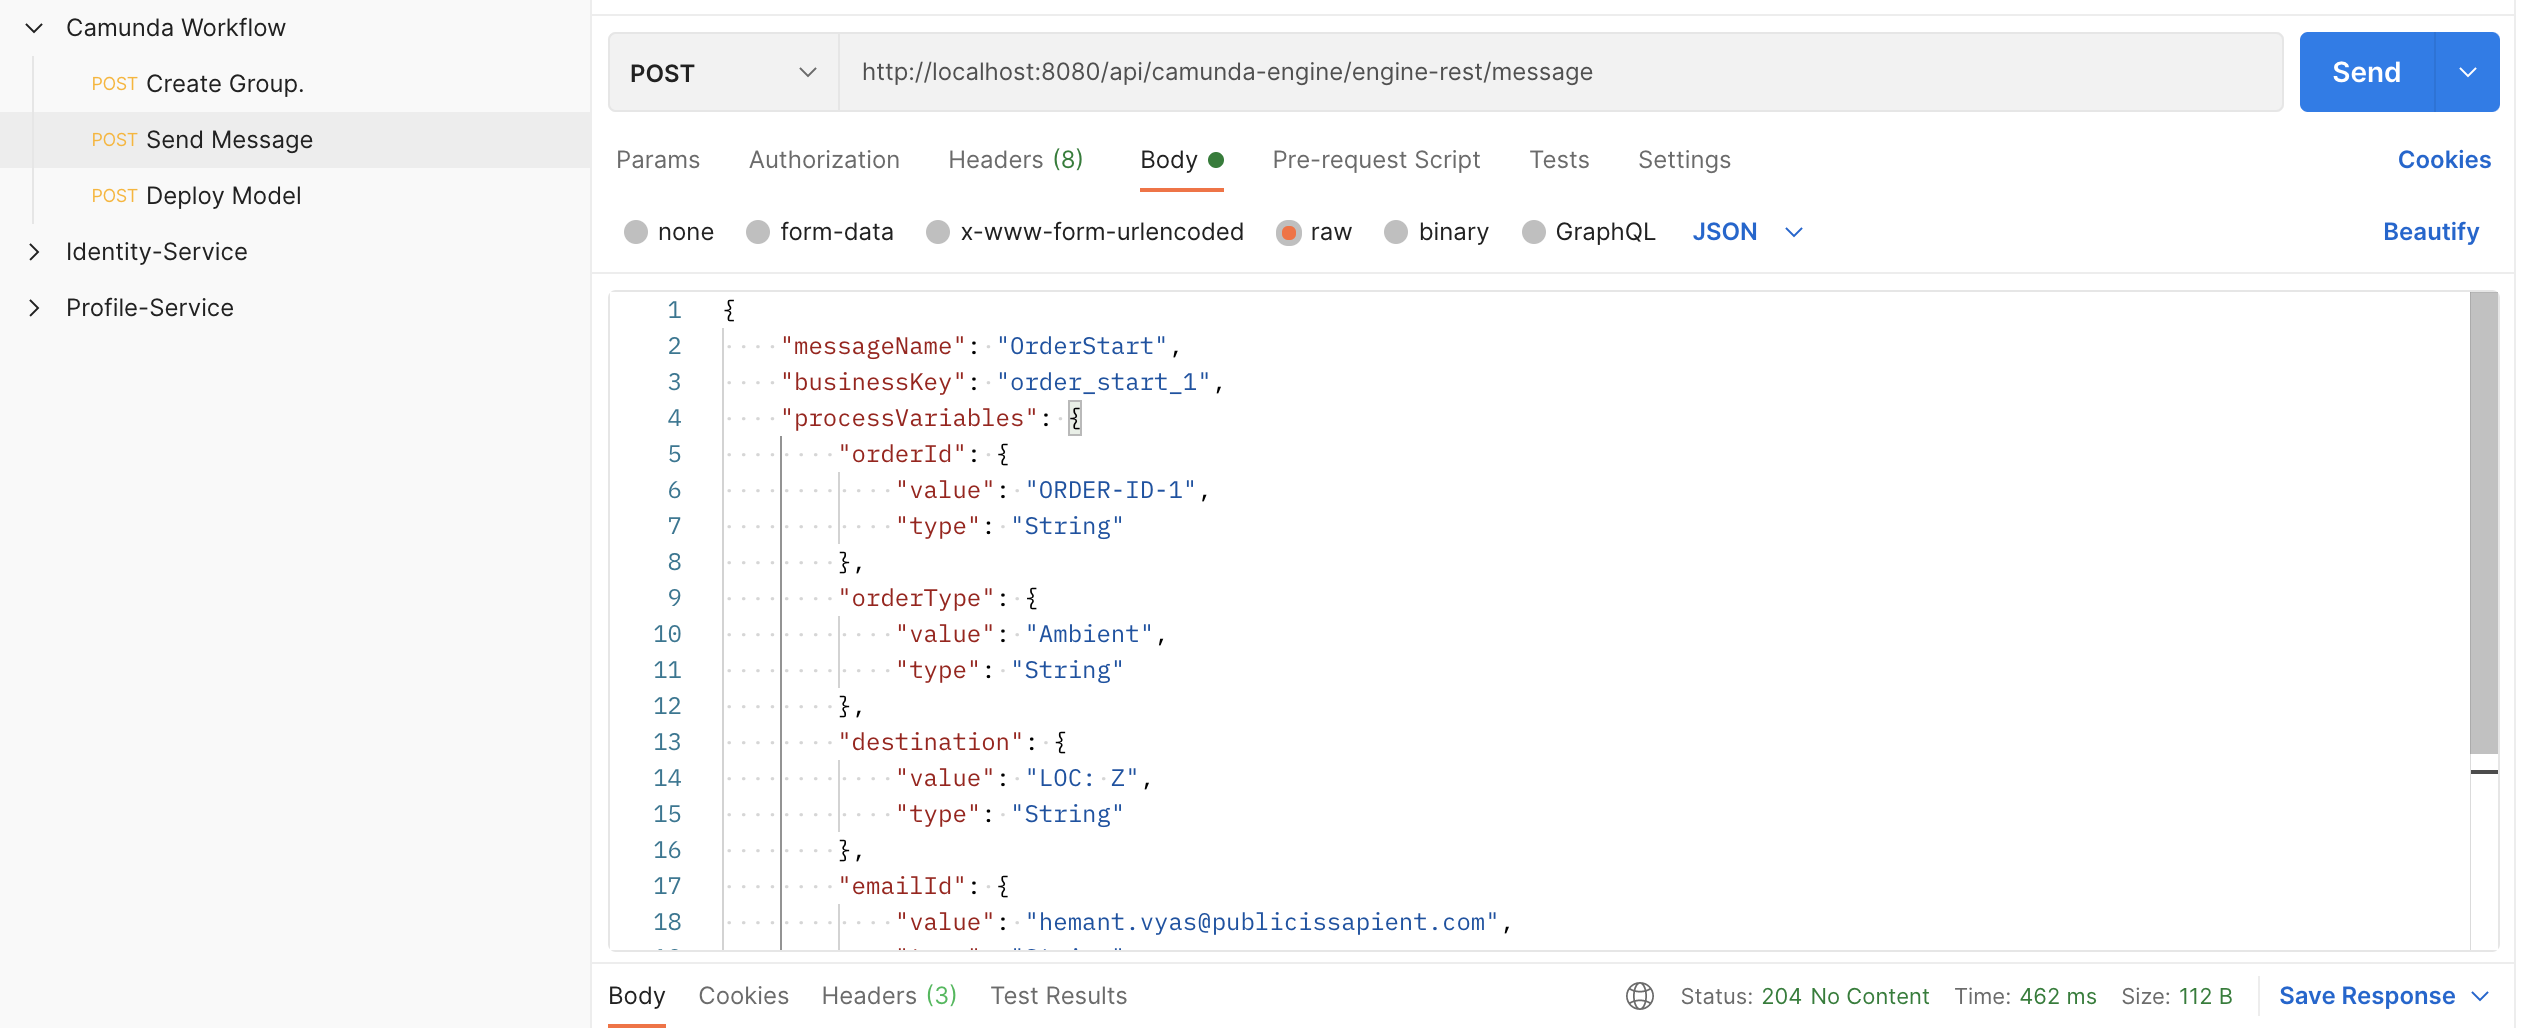 Camunda Workflow
POST Create Group.
POST Send Message
POST Deploy Model
Identity-Service
Profile-Service
POST
http://localhost:8080/api/camunda-engine/engine-rest/message
Send
Params Authorization Headers (8) Body Pre-request Script Tests Settings Cookies
none form-data x-www-form-urlencoded raw binary GraphQL JSON Beautify
1 {
2 "messageName": "OrderStart",
3 "businessKey": "order_start_1",
4 "processVariables": {
5 "orderId": {
6 "value": "ORDER-ID-1",
7 "type": "String"
8 },
9 "orderType": {
10 "value": "Ambient",
11 "type": "String"
12 },
13 "destination": {
14 "value": "LOC: Z",
15 "type": "String"
16 },
17 "emailId": {
18 "value": "hemant.vyas@publicissapient.com",
Body Cookies Headers (3) Test Results Status: 204 No Content Time: 462 ms Size: 112 B Save Response